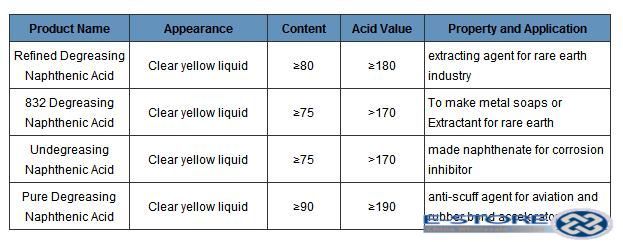 Product Name Appearance Content Acid Value Property and Application
Refined Degreasing Naphthenic Acid Clear yellow liquid ≥80 ≥180 extracting agent for rare earth industry
832 Degreasing Naphthenic Acid Clear yellow liquid ≥75 >170 To make metal soaps or Extractant for rare earth
Undegreasing Naphthenic Acid Clear yellow liquid ≥75 >170 made naphthenate for corrosion inhibitor
Pure Degreasing Naphthenic Acid Clear yellow liquid ≥90 ≥190 anti-scuff agent for aviation and rubber bond accelerator